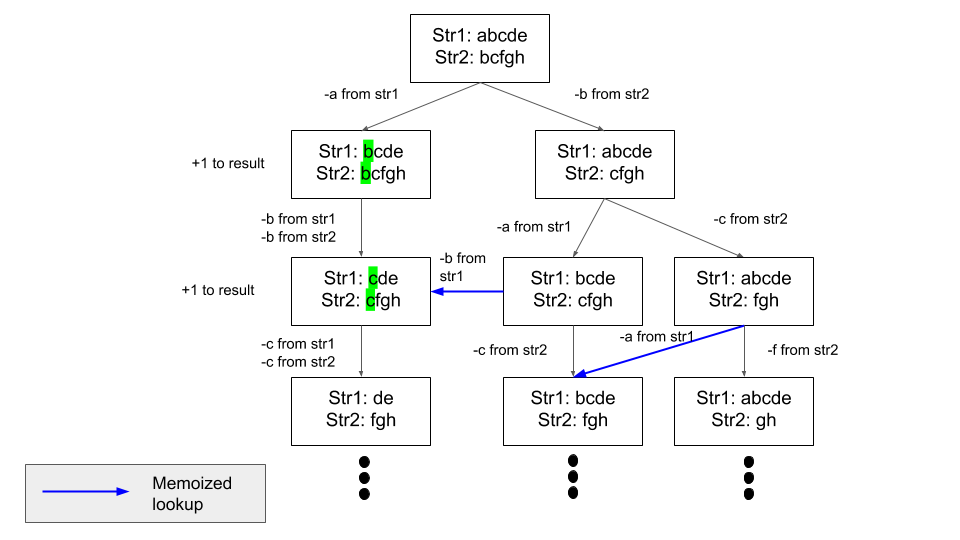 Str1: abcde
Str2: bcfgh
-a from str1
-b from str2
+1 to result
Str1: bcde
Str2: bcfgh
Str1: abcde
Str2: cfgh
-b from str1
-b from str2
-a from str1
-c from str2
+1 to result
Str1: cde
Str2: cfgh
-b from
str1
Str1: bcde
Str2: cfgh
Str1: abcde
Str2: fgh
-c from str1
-c from str2
-c from str2
-a from str1
-f from str2
Str1: de
Str2: fgh
Str1: bcde
Str2: fgh
Str1: abcde
Str2: gh
Memoized
lookup